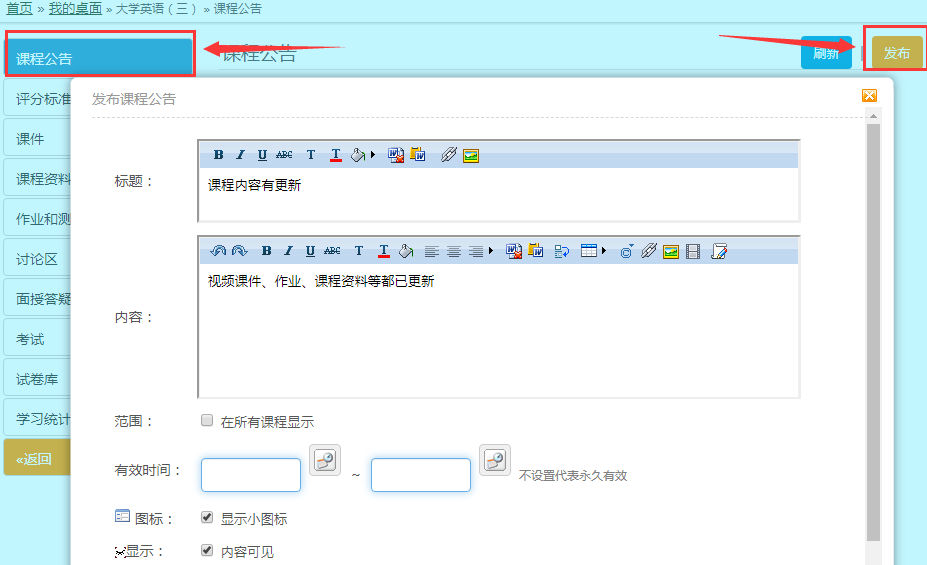 首页 » 我的桌面 » 大学英语（三） » 课程公告
课程公告
课程公告
刷新
发布
评分标准
课件
课程资料
作业和测
讨论区
面授答疑
考试
试卷库
学习统计
«返回
发布课程公告
标题：
B I U ABC T T
课程内容有更新
内容：
B I U ABC T T
视频课件、作业、课程资料等都已更新
范围：
在所有课程显示
有效时间：
~
不设置代表永久有效
图标：
显示小图标
显示：
内容可见